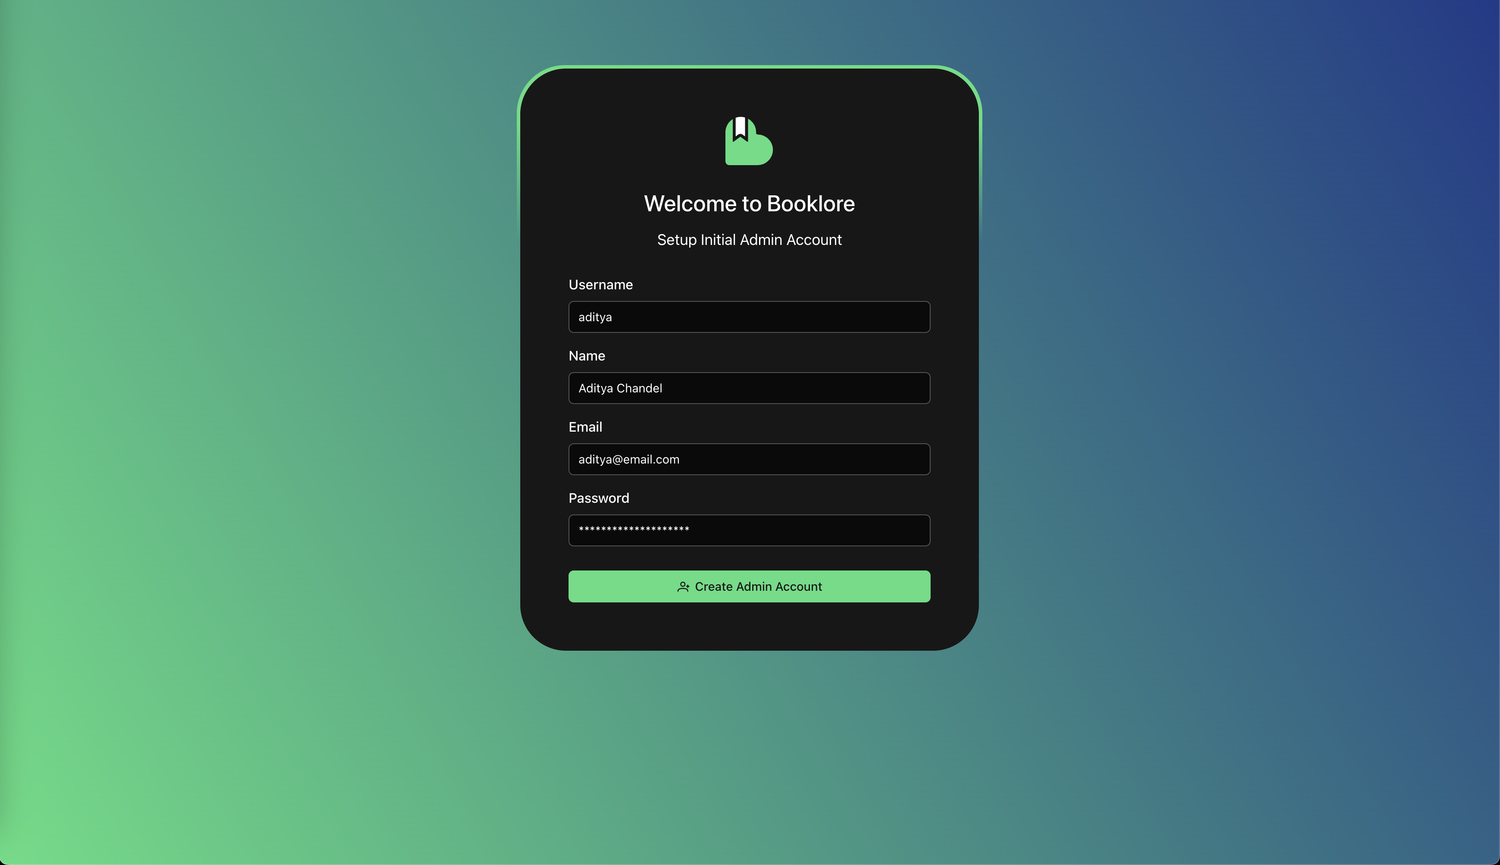 Welcome to Booklore
Setup Initial Admin Account
Username
aditya
Name
Aditya Chandel
Email
aditya@email.com
Password
********************
Create Admin Account